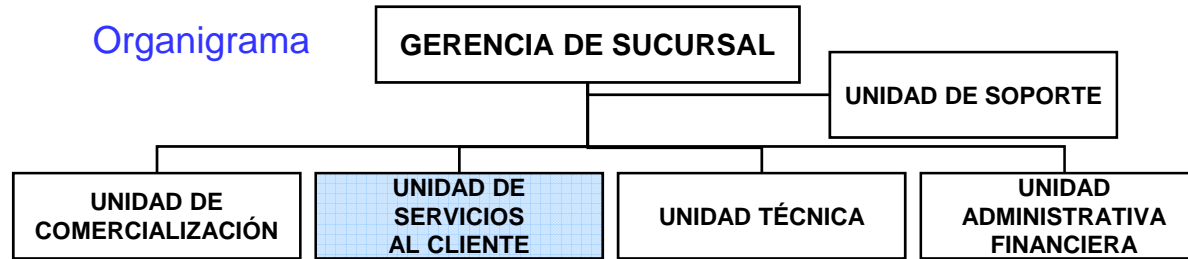 Organigrama
GERENCIA DE SUCURSAL
UNIDAD DE SOPORTE
UNIDAD DE
COMERCIALIZACIÓN
UNIDAD DE
SERVICIOS
AL CLIENTE
UNIDAD TÉCNICA
UNIDAD
ADMINISTRATIVA
FINANCIERA